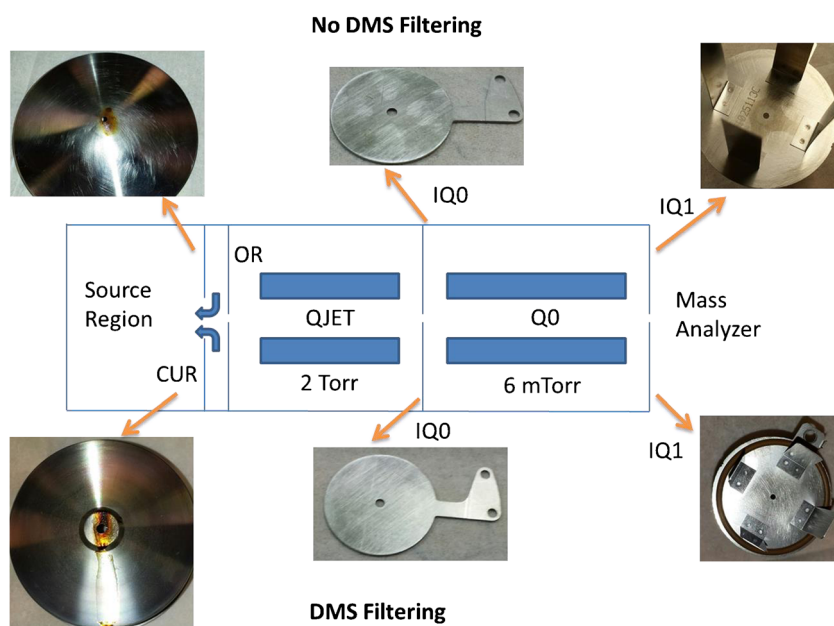 No DMS Filtering
IQ0
IQ1
OR
Source
Region
QJET
Q0
Mass
Analyzer
CUR
2 Torr
6 mTorr
IQ0
IQ1
DMS Filtering